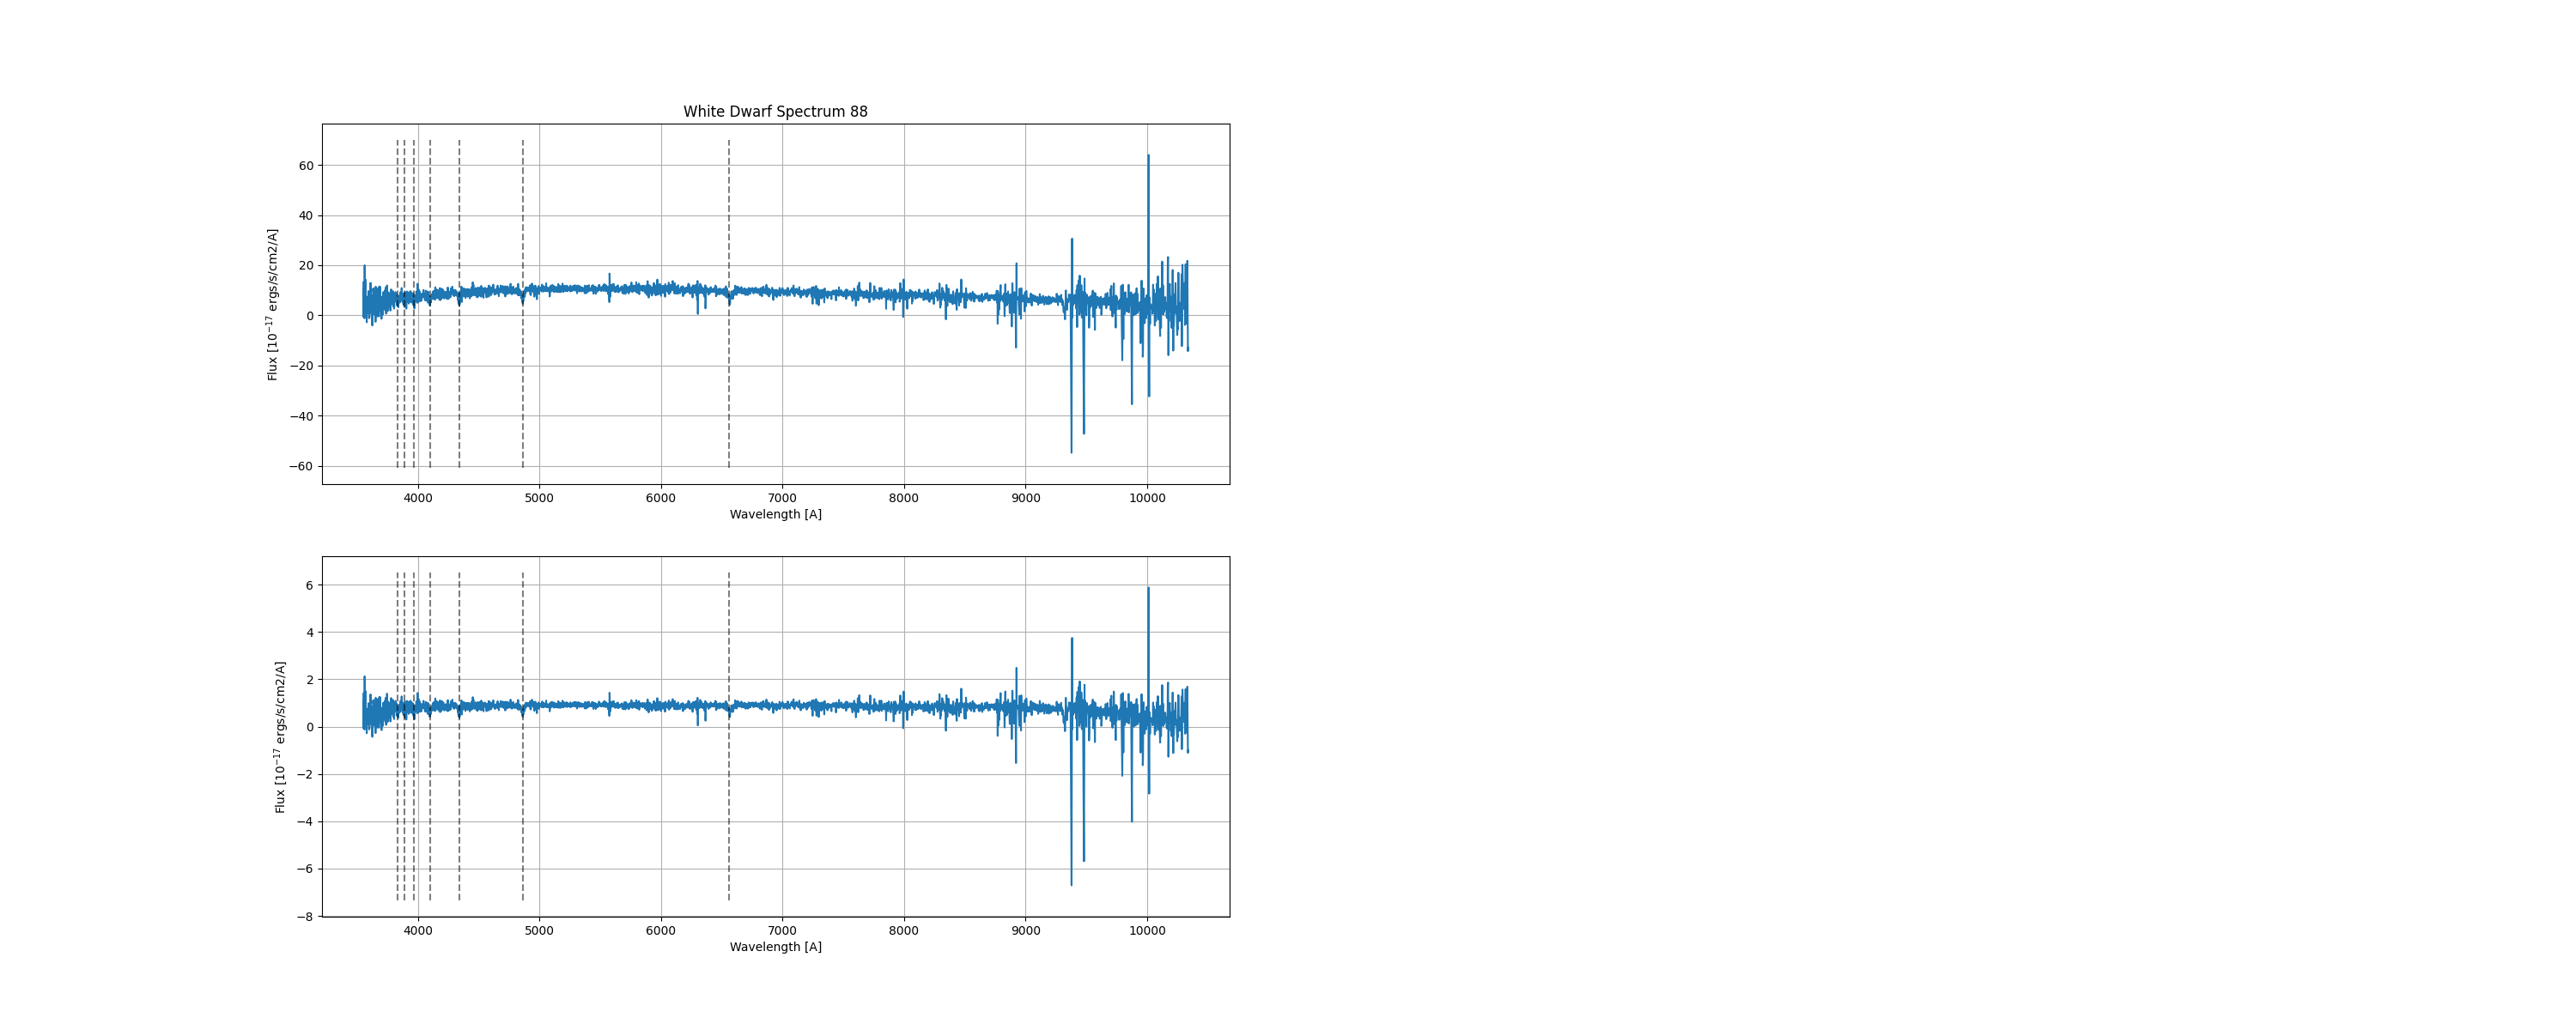 White Dwarf Spectrum 88
60
40
20
0
−20
−40
−60
Flux [10⁻¹⁷ ergs/s/cm2/A]
4000 5000 6000 7000 8000 9000 10000
Wavelength [A]
6
4
2
0
−2
−4
−6
−8
Flux [10⁻¹⁷ ergs/s/cm2/A]
4000 5000 6000 7000 8000 9000 10000
Wavelength [A]